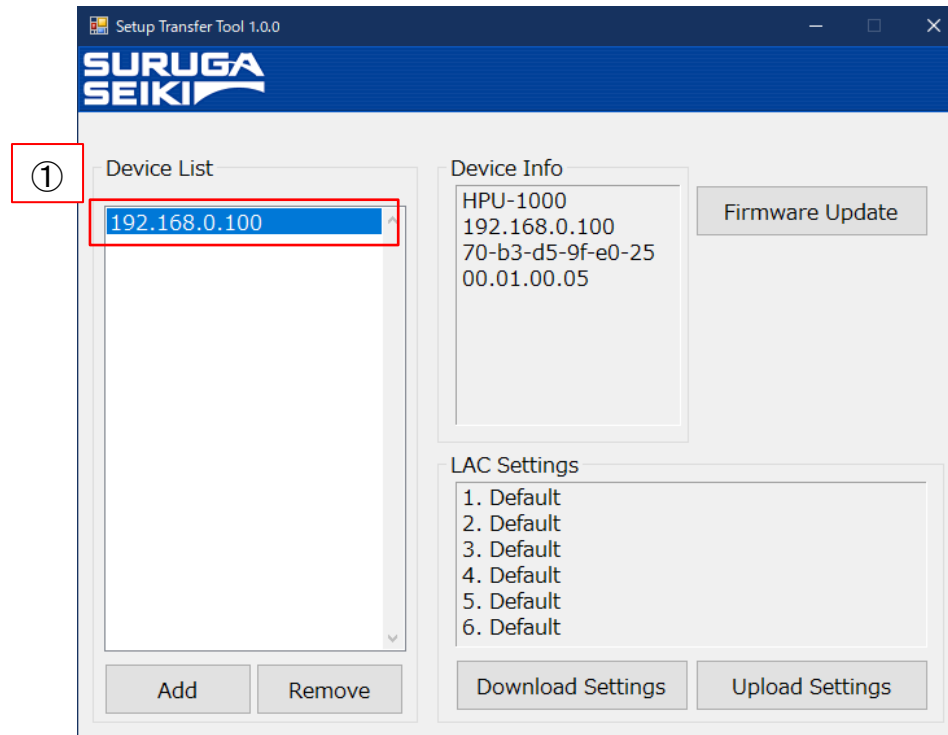 Setup Transfer Tool 1.0.0
SURUGA
SEIKI
①
Device List
192.168.0.100
Add
Remove
Device Info
HPU-1000
192.168.0.100
70-b3-d5-9f-e0-25
00.01.00.05
Firmware Update
LAC Settings
1. Default
2. Default
3. Default
4. Default
5. Default
6. Default
Download Settings
Upload Settings